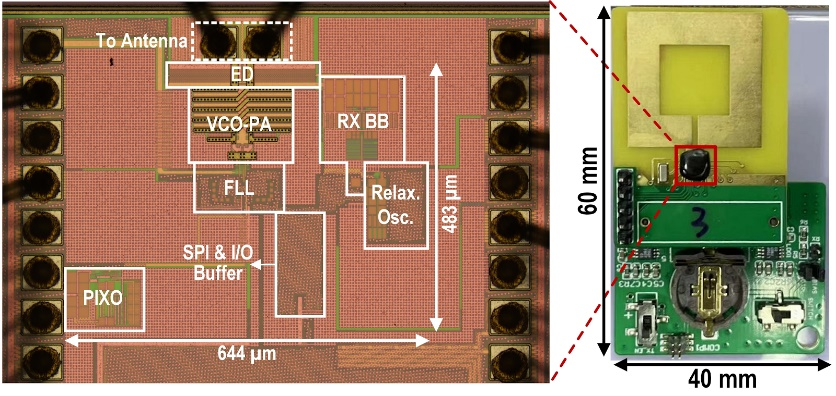 To Antenna
ED
VCO-PA
RX BB
FLL
Relax.
Osc.
483 µm
SPI & I/O
Buffer
PIXO
644 µm
60 mm
3
C5C4C7R3
40 mm